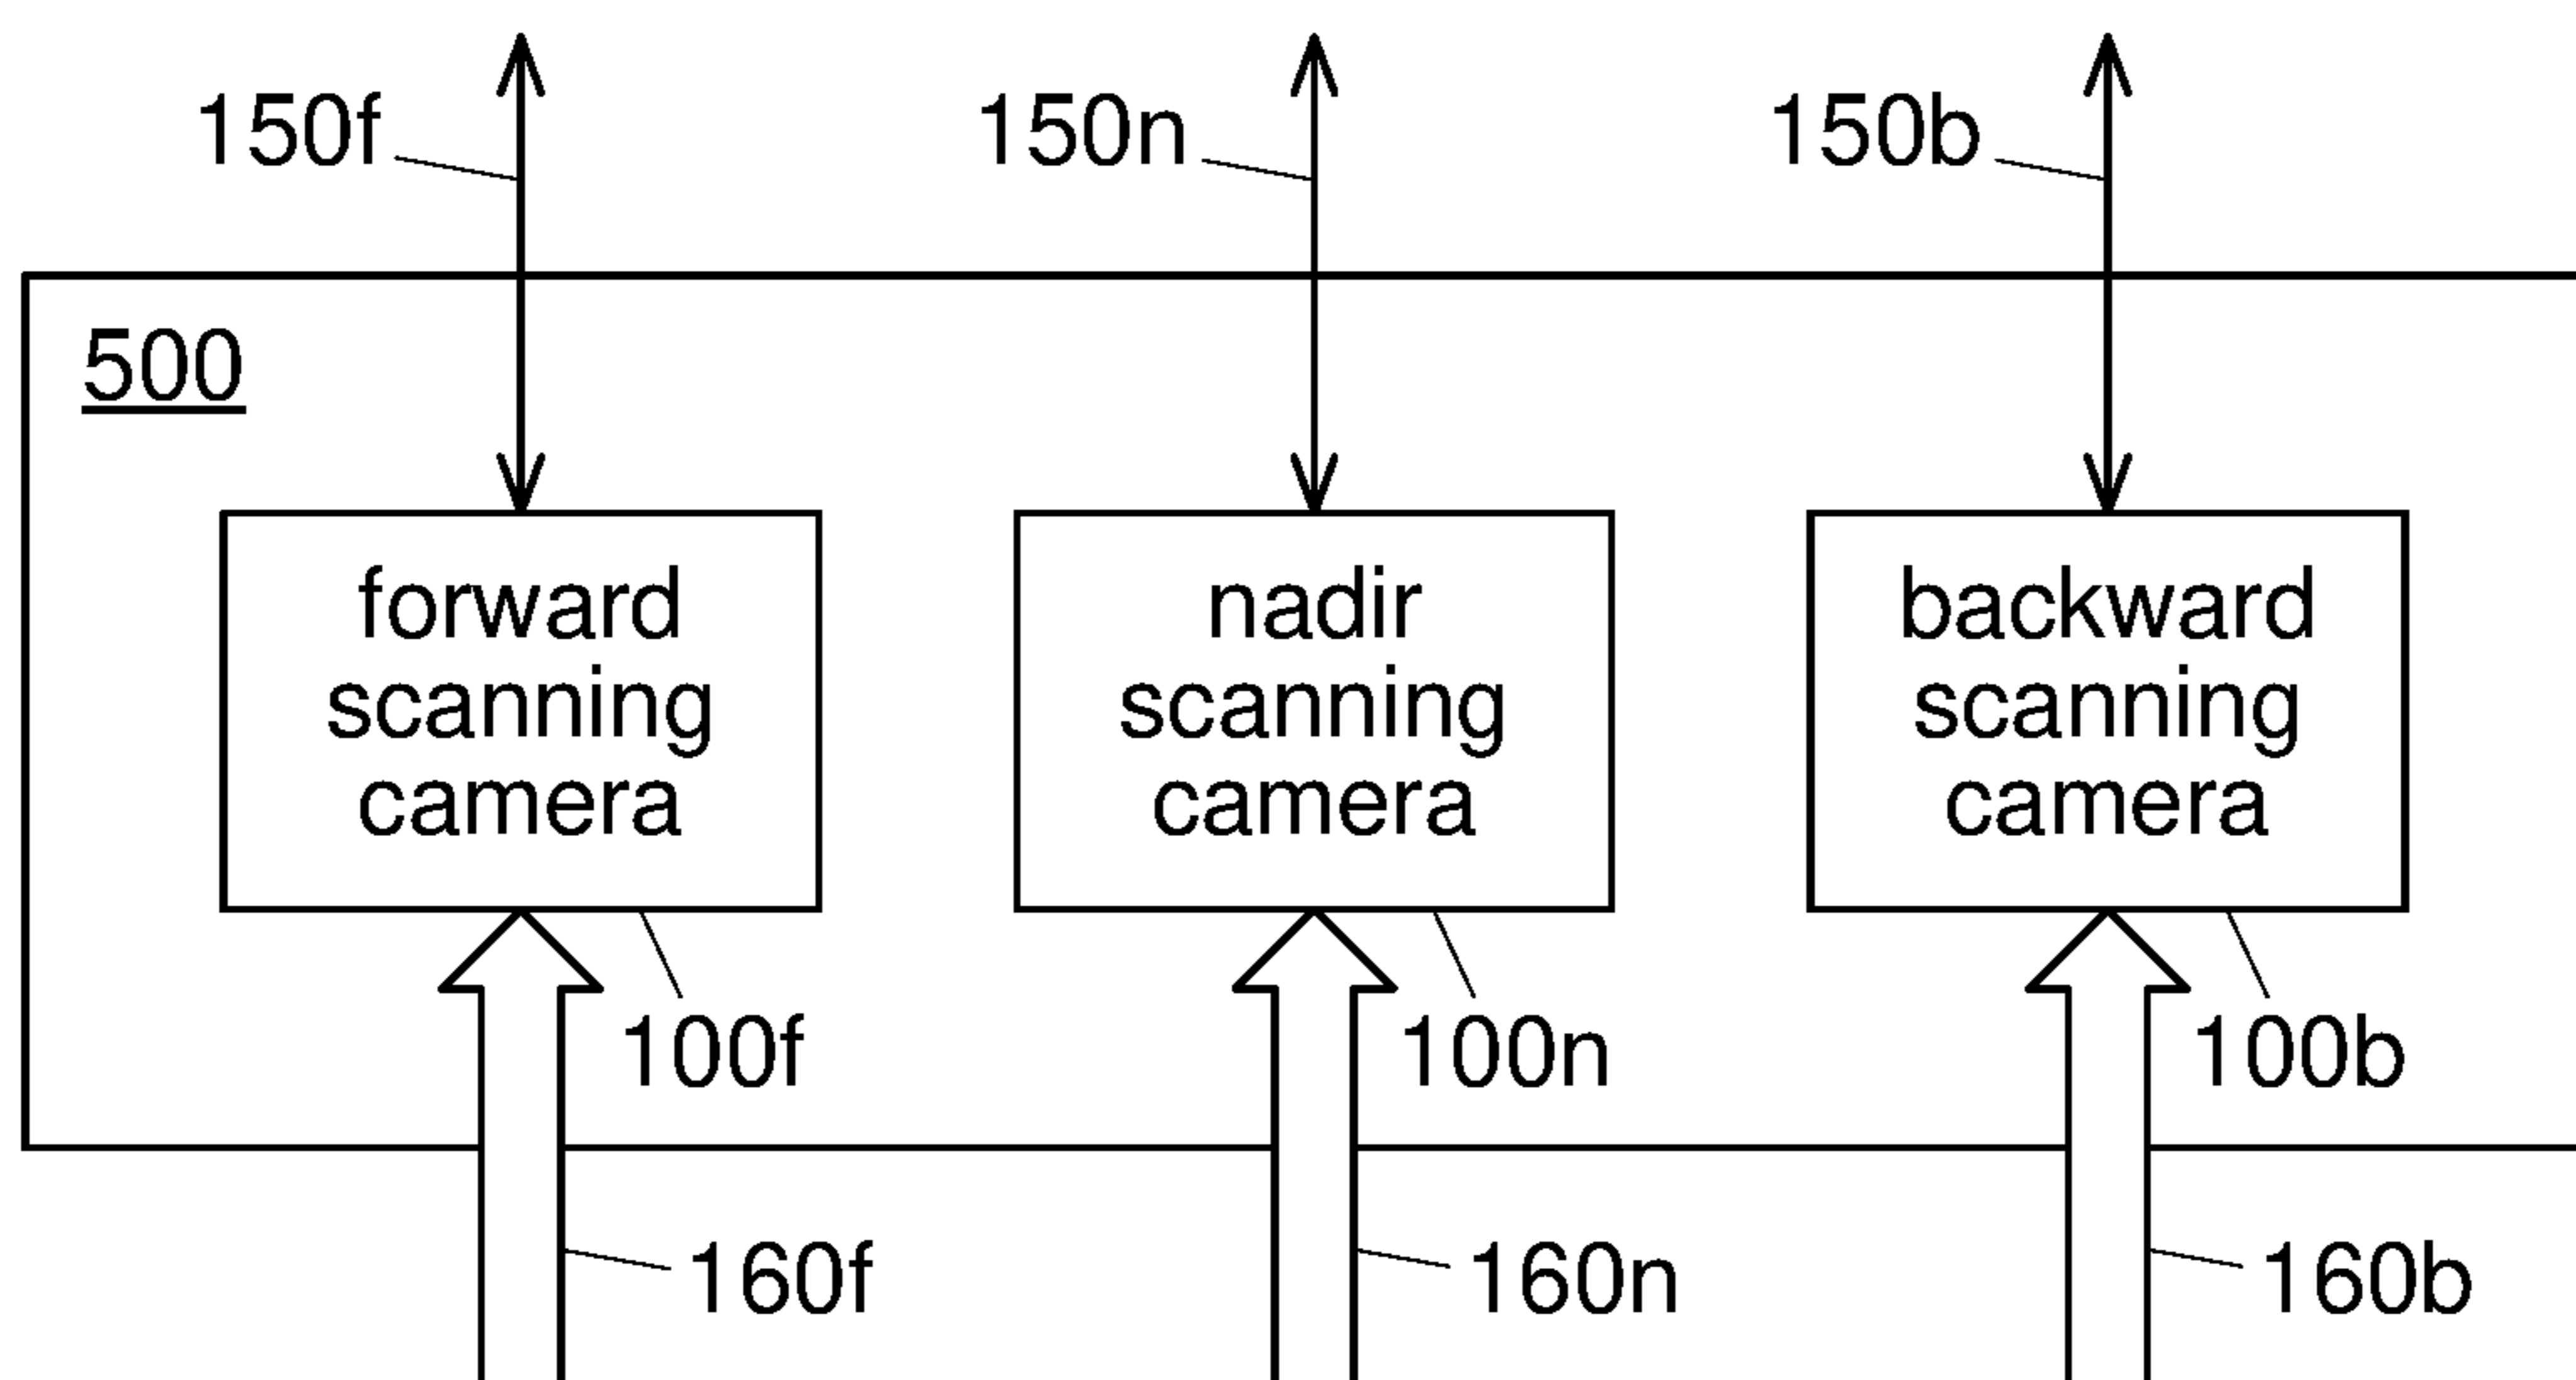 150f
150n
150b
500
forward
scanning
camera
nadir
scanning
camera
backward
scanning
camera
100f
100n
100b
160f
160n
160b